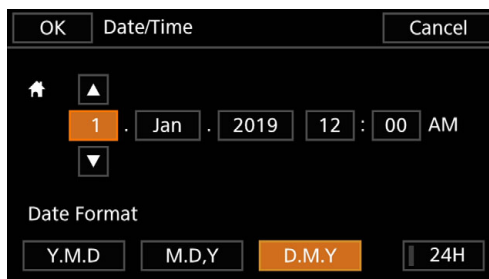 OK Date/Time Cancel
1 . Jan . 2019 12 : 00 AM
Date Format
Y.M.D M.D,Y D.M.Y 24H